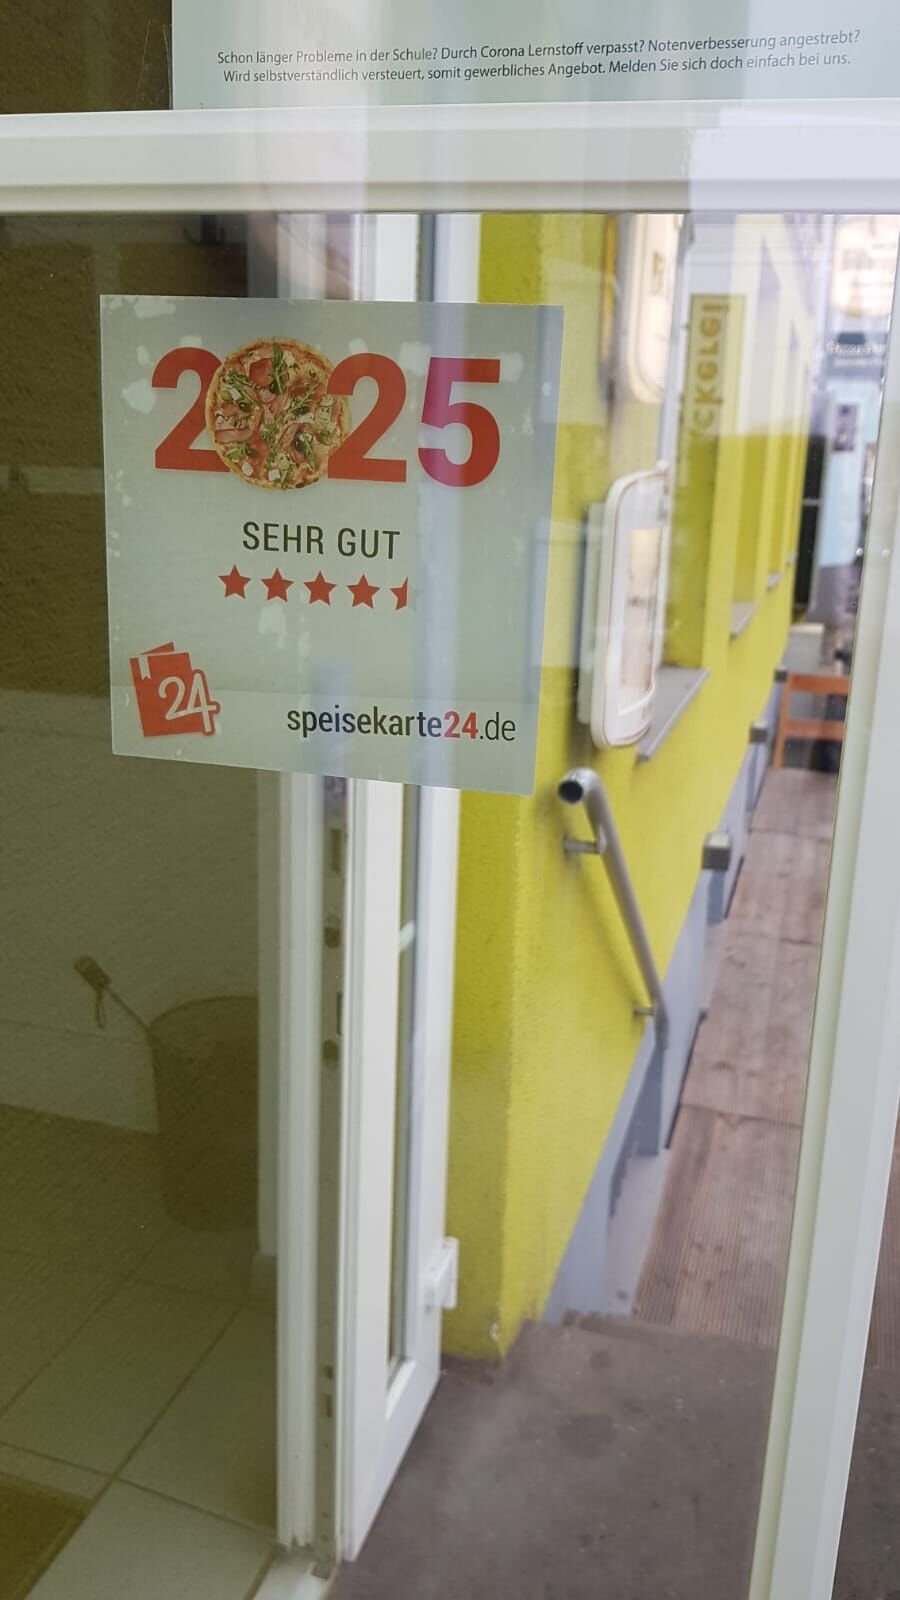 Schon länger Probleme in der Schule? Durch Corona Lernstoff verpasst? Notenverbesserung angestrebt?
Wird selbstverständlich versteuert, somit gewerbliches Angebot. Melden Sie sich doch einfach bei uns.
2025
SEHR GUT
24
speisekarte24.de